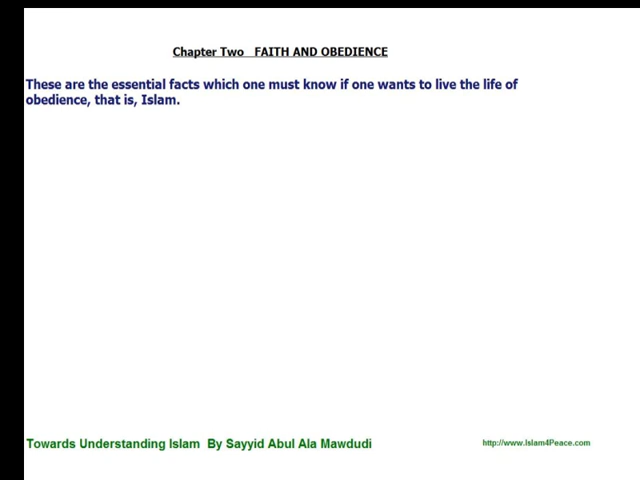 Chapter Two   FAITH AND OBEDIENCE
These are the essential facts which one must know if one wants to live the life of
obedience, that is, Islam.
Towards Understanding Islam  By Sayyid Abul Ala Mawdudi
http://www.Islam4Peace.com